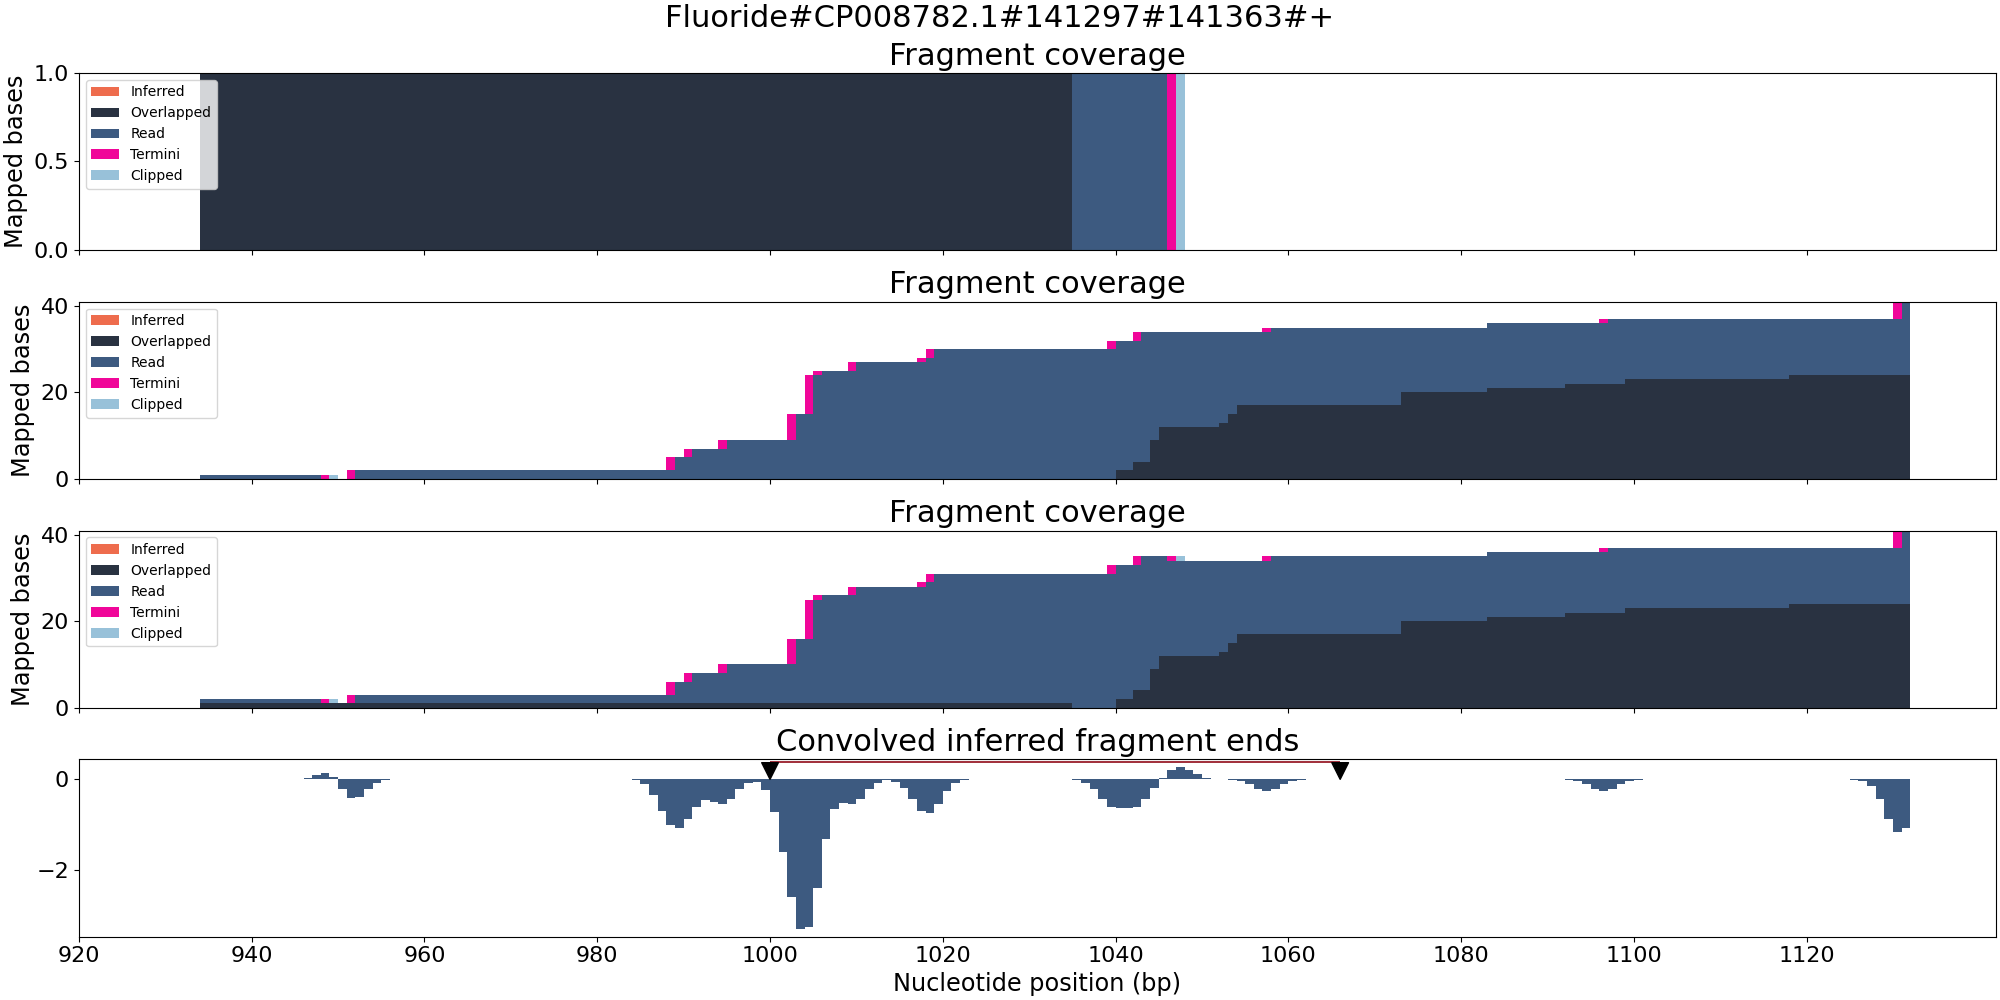 Fluoride#CP008782.1#141297#141363#+
Fragment coverage
Mapped bases
1.0
0.5
0.0
Inferred
Overlapped
Read
Termini
Clipped
Fragment coverage
Mapped bases
40
20
0
Inferred
Overlapped
Read
Termini
Clipped
Fragment coverage
Mapped bases
40
20
0
Inferred
Overlapped
Read
Termini
Clipped
Convolved inferred fragment ends
0
−2
920 940 960 980 1000 1020 1040 1060 1080 1100 1120
Nucleotide position (bp)